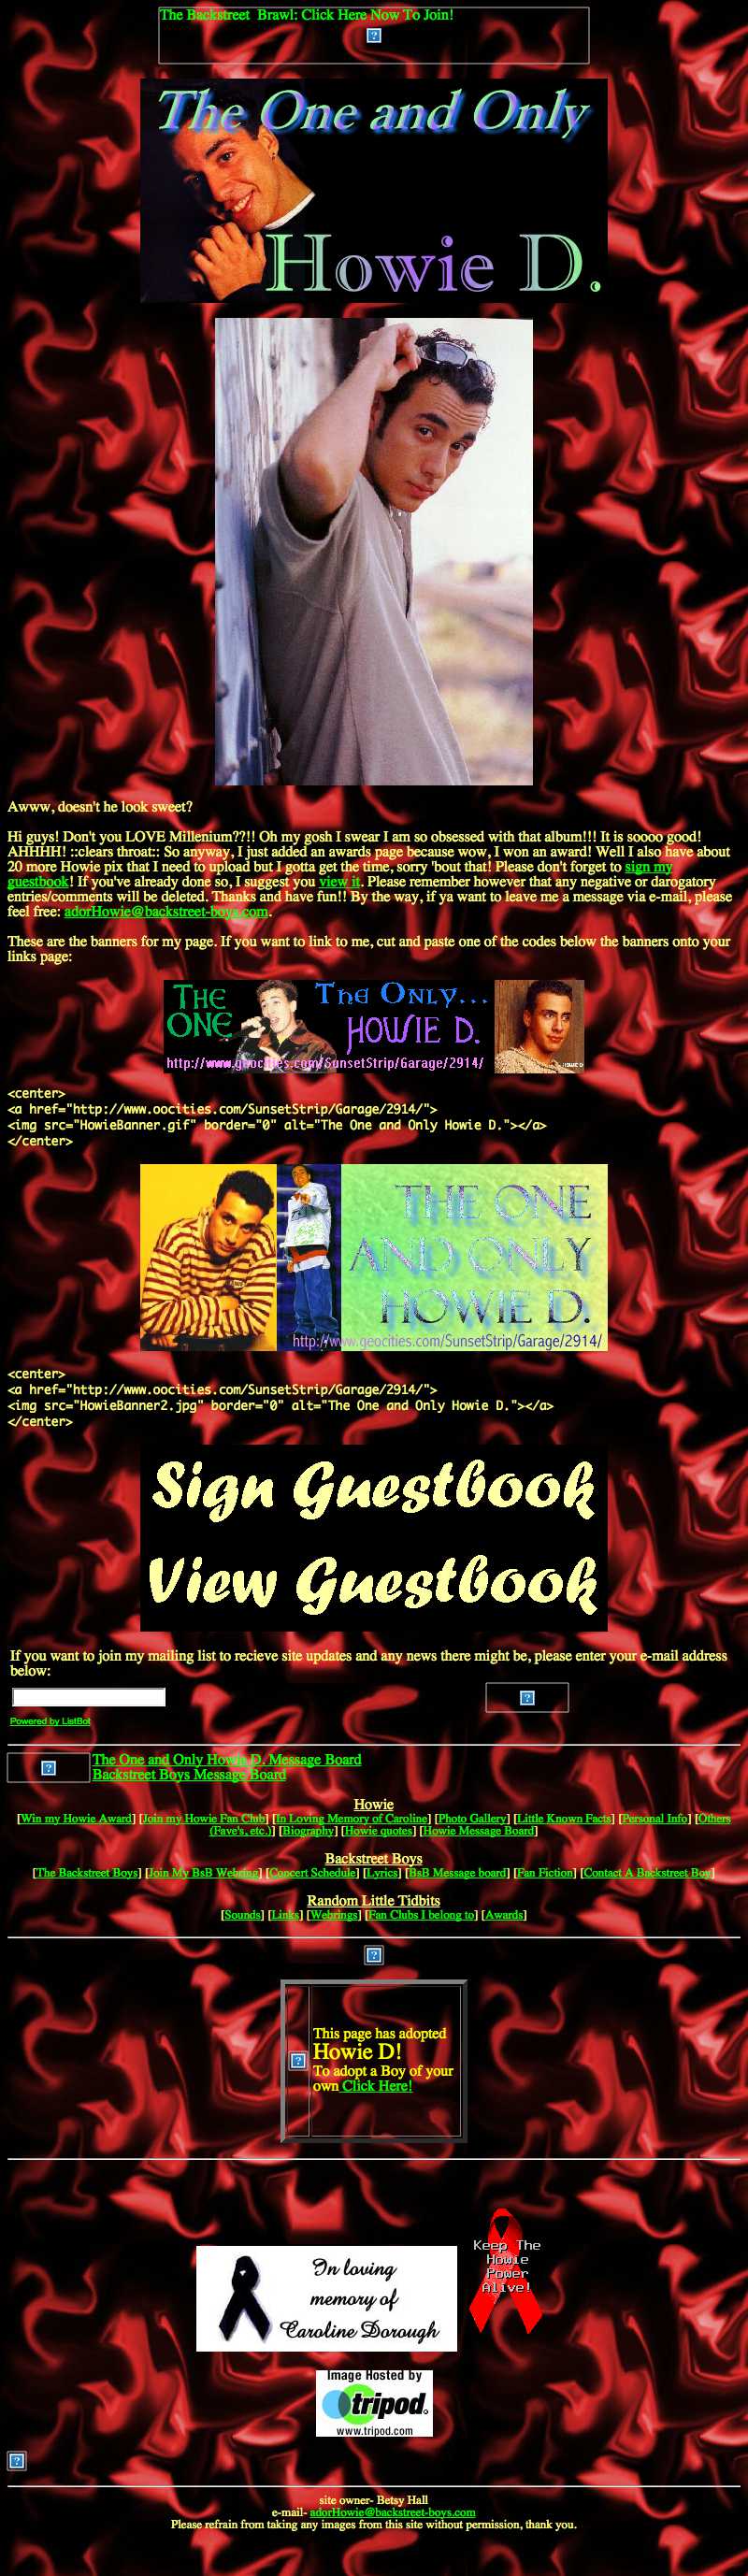 The Backstreet Brawl: Click Here Now To Join!
The One and Only
Howie D.
Awww, doesn't he look sweet?
Hi guys! Don't you LOVE Millenium??!! Oh my gosh I swear I am so obsessed with that album!!! It is soooo good!
AHHHH! ::clears throat:: So anyway, I just added an awards page because wow, I won an award! Well I also have about
20 more Howie pix that I need to upload but I gotta get the time, sorry 'bout that! Please don't forget to sign my
guestbook! If you've already done so, I suggest you view it. Please remember however that any negative or darogatory
entries/comments will be deleted. Thanks and have fun!! By the way, if ya want to leave me a message via e-mail, please
feel free: adorHowie@backstreet-boys.com.
These are the banners for my page. If you want to link to me, cut and paste one of the codes below the banners onto your
links page:
THE ONE THE ONLY... HOWIE D.
http://www.geocities.com/SunsetStrip/Garage/2914/
HOWIE D
<center>
<a href="http://www.oocities.com/SunsetStrip/Garage/2914/">
<img src="HowieBanner.gif" border="0" alt="The One and Only Howie D."></a>
</center>
THE ONE
AND ONLY
HOWIE D.
http://www.geocities.com/SunsetStrip/Garage/2914/
<center>
<a href="http://www.oocities.com/SunsetStrip/Garage/2914/">
<img src="HowieBanner2.jpg" border="0" alt="The One and Only Howie D."></a>
</center>
Sign Guestbook
View Guestbook
If you want to join my mailing list to recieve site updates and any news there might be, please enter your e-mail address
below:
Powered by ListBot
The One and Only Howie D. Message Board
Backstreet Boys Message Board
Howie
[Win my Howie Award] [Join my Howie Fan Club] [In Loving Memory of Caroline] [Photo Gallery] [Little Known Facts] [Personal Info] [Others
(Fave's, etc.)] [Biography] [Howie quotes] [Howie Message Board]
Backstreet Boys
[The Backstreet Boys] [Join My BsB Webring] [Concert Schedule] [Lyrics] [BsB Message board] [Fan Fiction] [Contact A Backstreet Boy]
Random Little Tidbits
[Sounds] [Links] [Webrings] [Fan Clubs I belong to] [Awards]
This page has adopted
Howie D!
To adopt a Boy of your
own Click Here!
Keep The
Howie
Power
Alive!
In loving
memory of
Caroline Dorough
Image Hosted by
tripod
www.tripod.com
site owner- Betsy Hall
e-mail- adorHowie@backstreet-boys.com
Please refrain from taking any images from this site without permission, thank you.